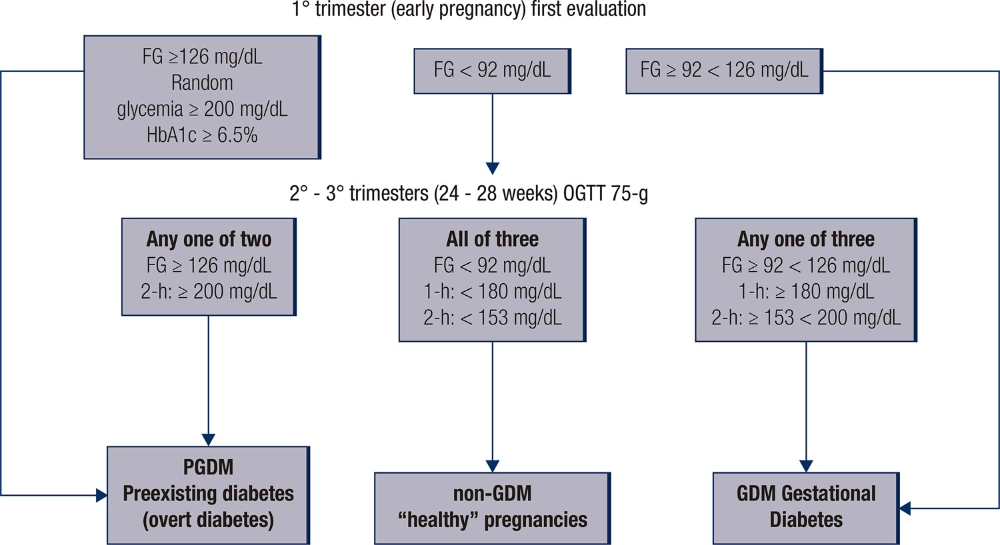 1° trimester (early pregnancy) first evaluation
FG ≥126 mg/dL
Random
glycemia ≥ 200 mg/dL
HbA1c ≥ 6.5%
FG < 92 mg/dL
FG ≥ 92 < 126 mg/dL
2° - 3° trimesters (24 - 28 weeks) OGTT 75-g
Any one of two
FG ≥ 126 mg/dL
2-h: ≥ 200 mg/dL
All of three
FG < 92 mg/dL
1-h: < 180 mg/dL
2-h: < 153 mg/dL
Any one of three
FG ≥ 92 < 126 mg/dL
1-h: ≥ 180 mg/dL
2-h: ≥ 153 < 200 mg/dL
PGDM
Preexisting diabetes
(overt diabetes)
non-GDM
“healthy” pregnancies
GDM Gestational
Diabetes